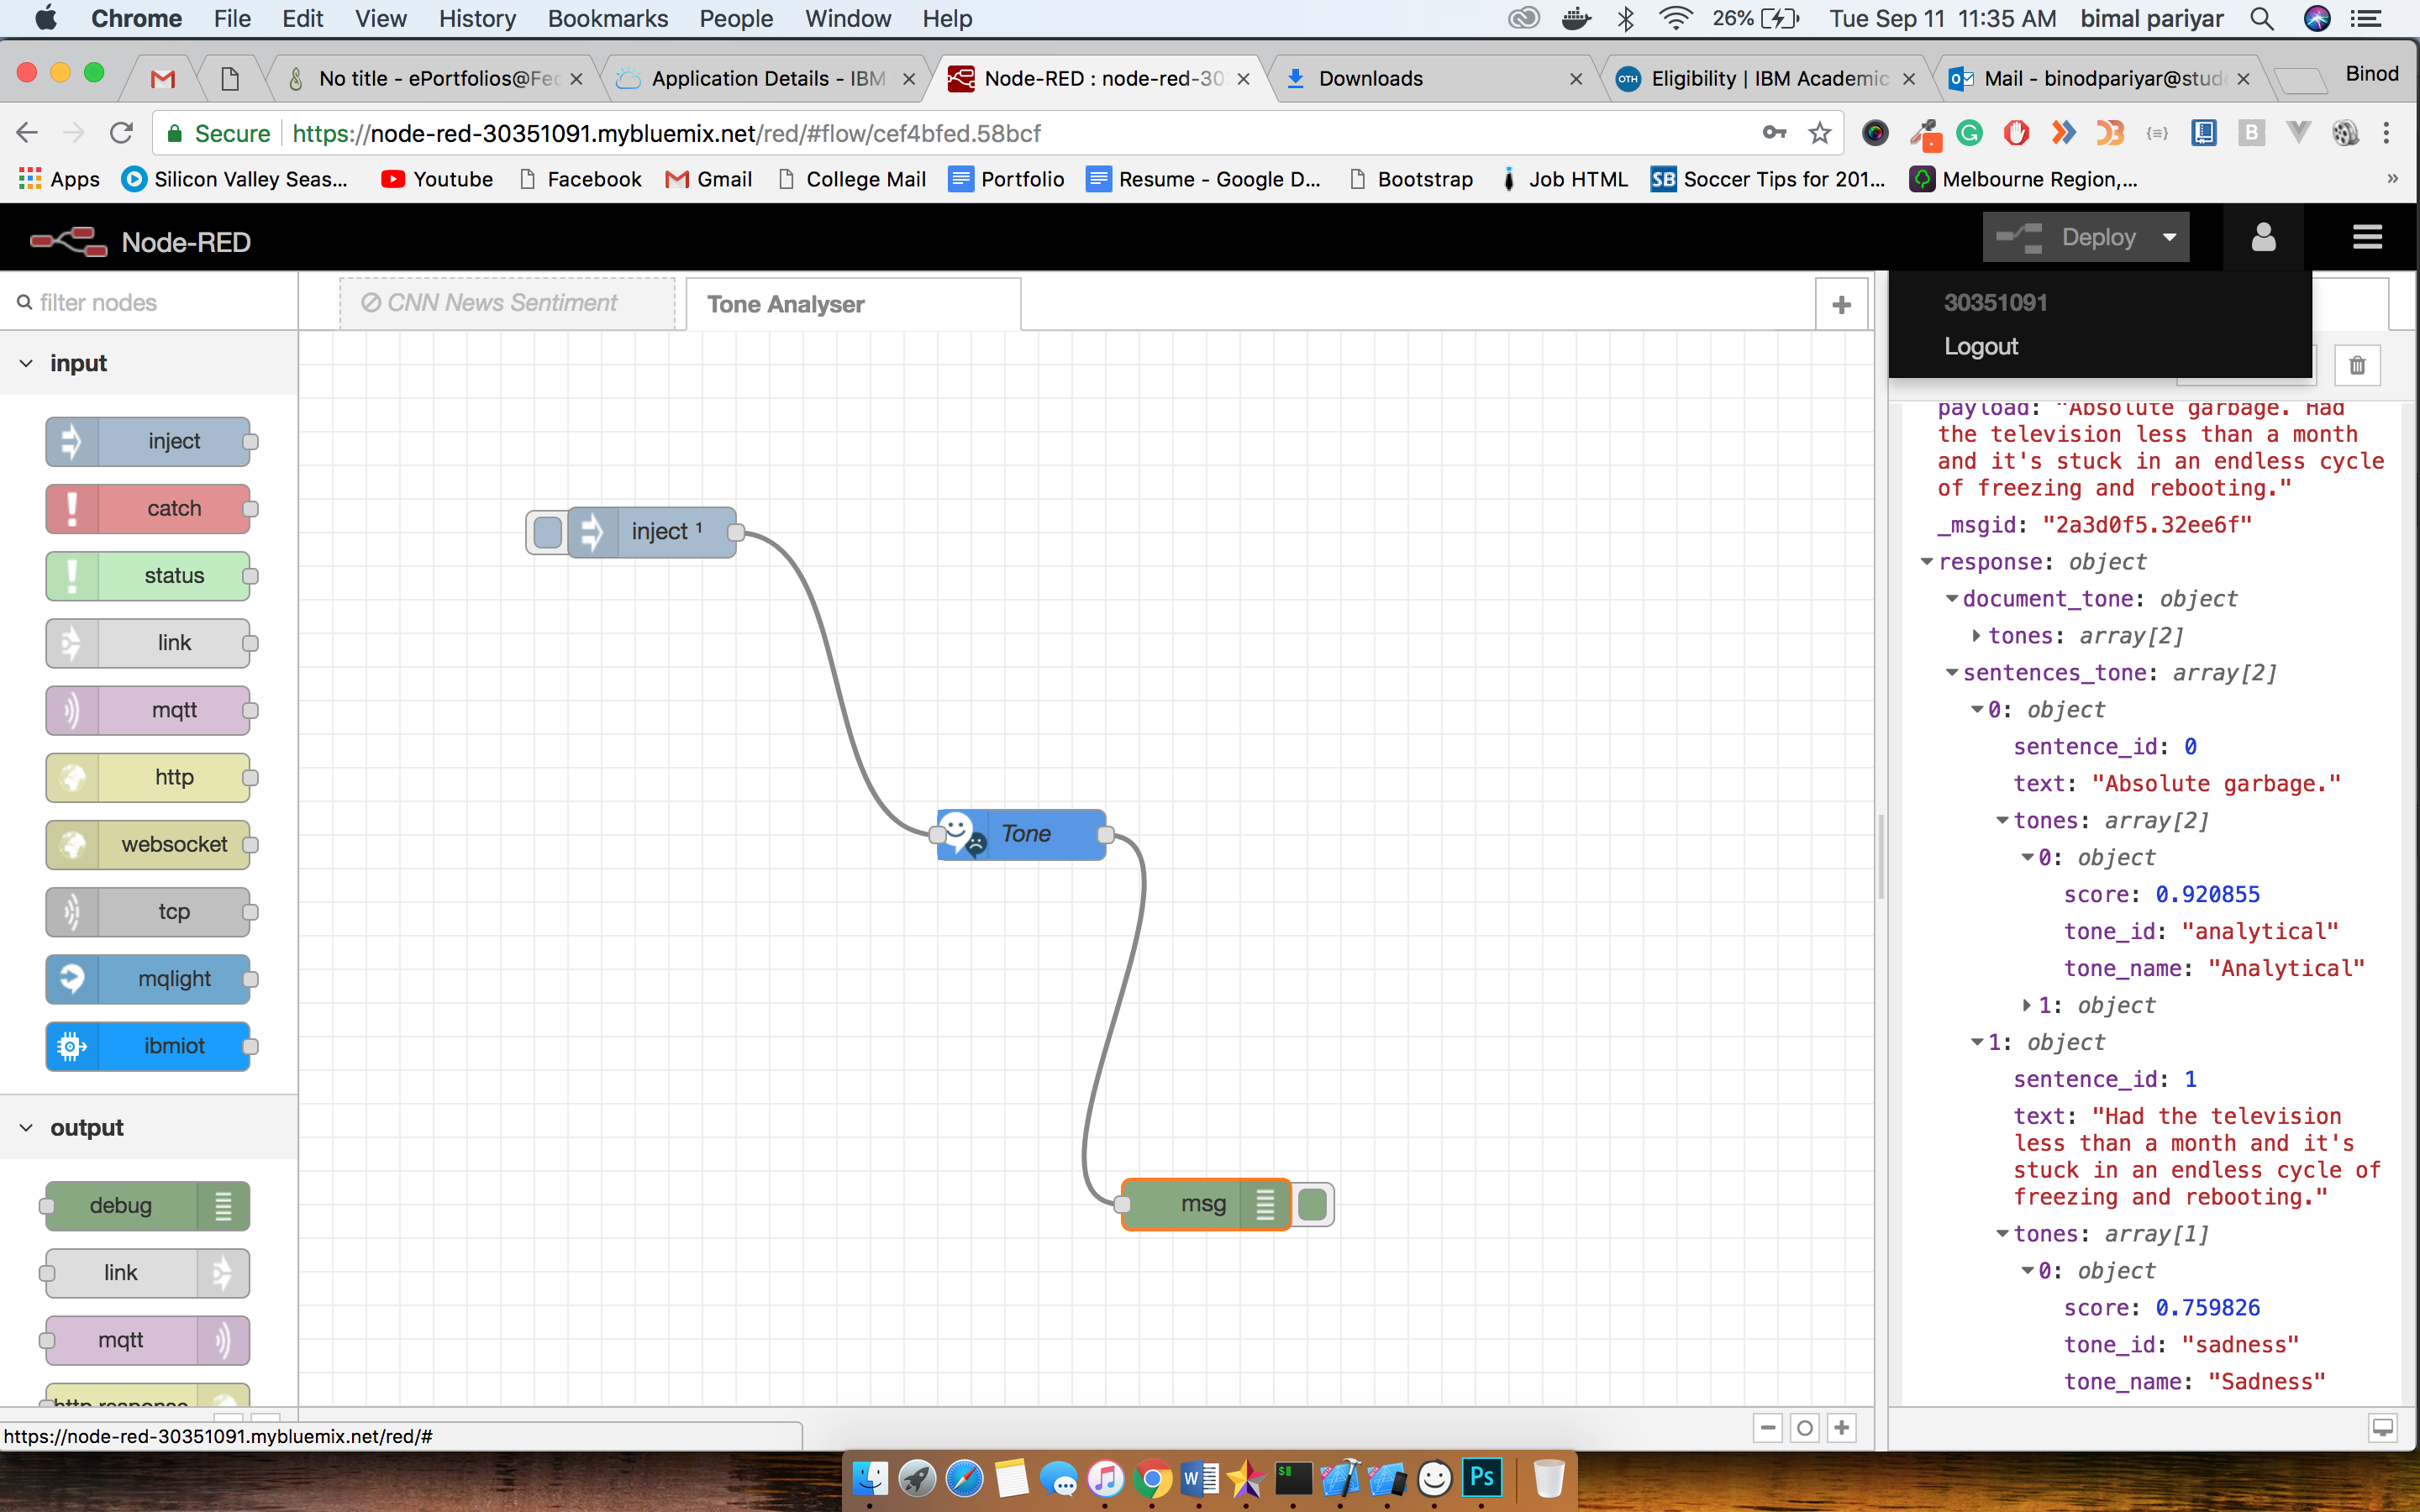 Chrome File Edit View History Bookmarks People Window Help 26% Tue Sep 11 11:35 AM bimal pariyar
No title - ePortfolios@Fed Application Details - IBM Node-RED : node-red-303 Downloads Eligibility | IBM Academic Mail - binodpariyar@stude Binod
Secure https://node-red-30351091.mybluemix.net/red/#flow/cef4bfed.58bcf
Apps Silicon Valley Seas... Youtube Facebook Gmail College Mail Portfolio Resume - Google D... Bootstrap Job HTML SB Soccer Tips for 201... Melbourne Region,... »
Node-RED Deploy
filter nodes CNN News Sentiment Tone Analyser + 30351091
Logout
input
inject
catch
status
link
mqtt
http
websocket
tcp
mqlight
ibmiot
output
debug
link
mqtt
http response
inject ¹
Tone
msg
payload: "Absolute garbage. Had
the television less than a month
and it's stuck in an endless cycle
of freezing and rebooting."
_msgid: "2a3d0f5.32ee6f"
response: object
document_tone: object
tones: array[2]
sentences_tone: array[2]
0: object
sentence_id: 0
text: "Absolute garbage."
tones: array[2]
0: object
score: 0.920855
tone_id: "analytical"
tone_name: "Analytical"
1: object
1: object
sentence_id: 1
text: "Had the television
less than a month and it's
stuck in an endless cycle of
freezing and rebooting."
tones: array[1]
0: object
score: 0.759826
tone_id: "sadness"
tone_name: "Sadness"
https://node-red-30351091.mybluemix.net/red/#
W Ps